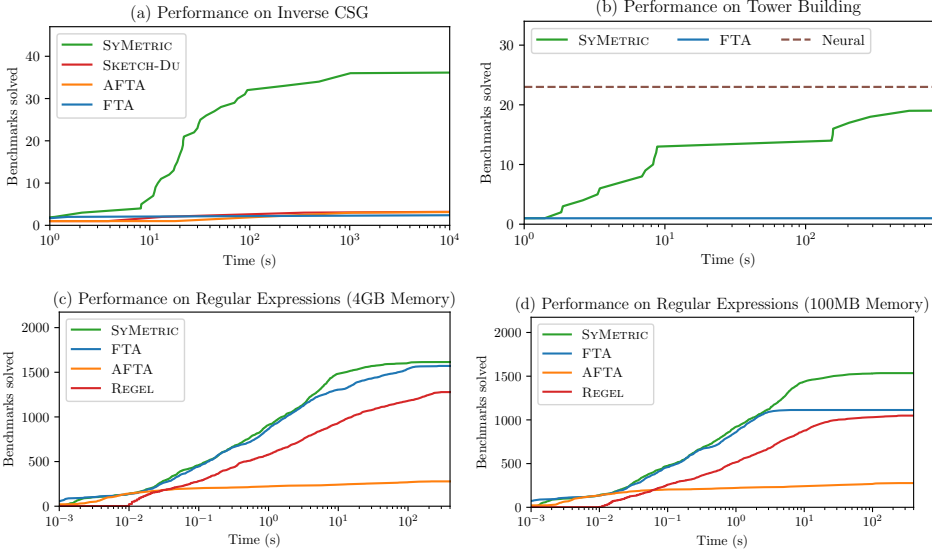 (a) Performance on Inverse CSG
Benchmarks solved
40
30
20
10
0
SYMETRIC
SKETCH-DU
AFTA
FTA
10^0 10^1 10^2 10^3 10^4
Time (s)
(b) Performance on Tower Building
Benchmarks solved
30
20
10
0
SYMETRIC FTA Neural
10^0 10^1 10^2
Time (s)
(c) Performance on Regular Expressions (4GB Memory)
Benchmarks solved
2000
1500
1000
500
0
SYMETRIC
FTA
AFTA
REGEL
10^−3 10^−2 10^−1 10^0 10^1 10^2
Time (s)
(d) Performance on Regular Expressions (100MB Memory)
Benchmarks solved
2000
1500
1000
500
0
SYMETRIC
FTA
AFTA
REGEL
10^−3 10^−2 10^−1 10^0 10^1 10^2
Time (s)